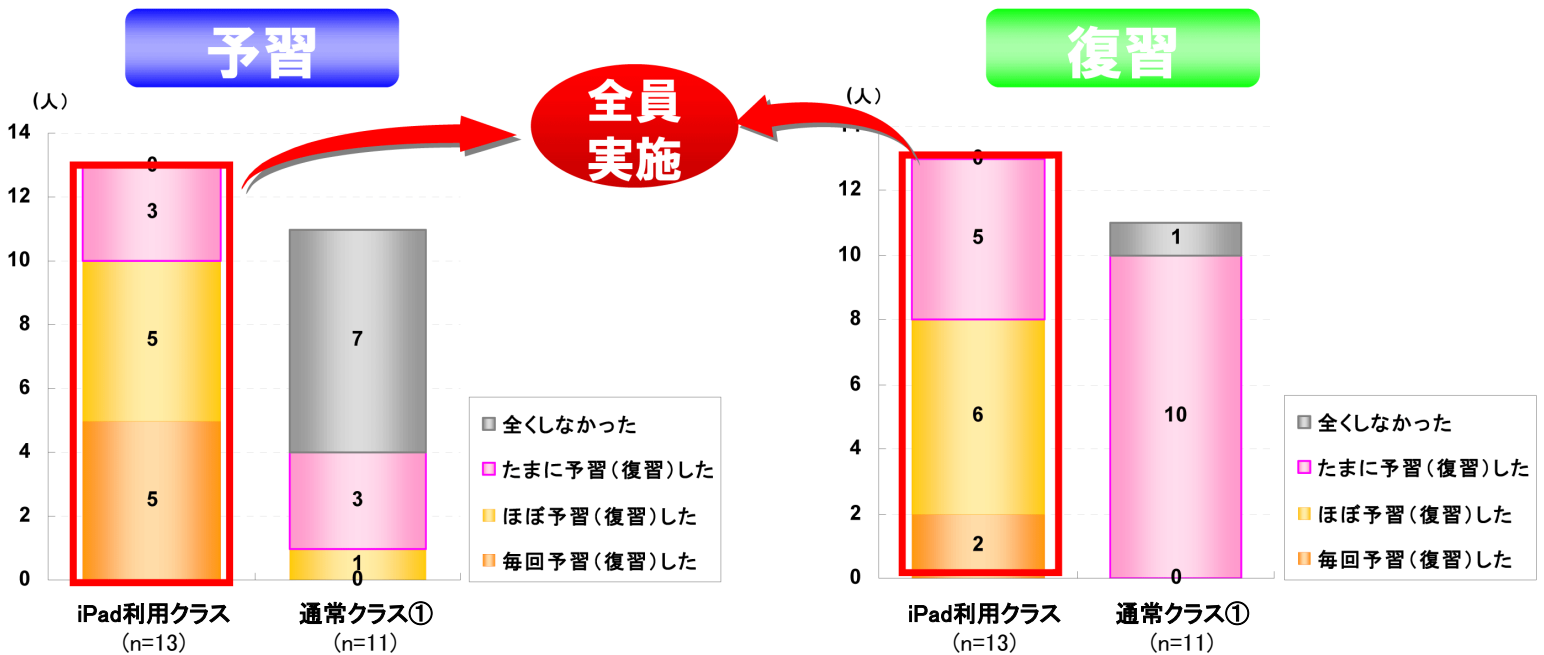 予習
復習
全員
実施
(人)
14
12
10
8
6
4
2
0
0
3
5
5
7
3
1
0
iPad利用クラス
(n=13)
通常クラス①
(n=11)
全くしなかった
たまに予習(復習)した
ほぼ予習(復習)した
毎回予習(復習)した
(人)
14
12
10
8
6
4
2
0
0
5
6
2
1
10
0
iPad利用クラス
(n=13)
通常クラス①
(n=11)
全くしなかった
たまに予習(復習)した
ほぼ予習(復習)した
毎回予習(復習)した